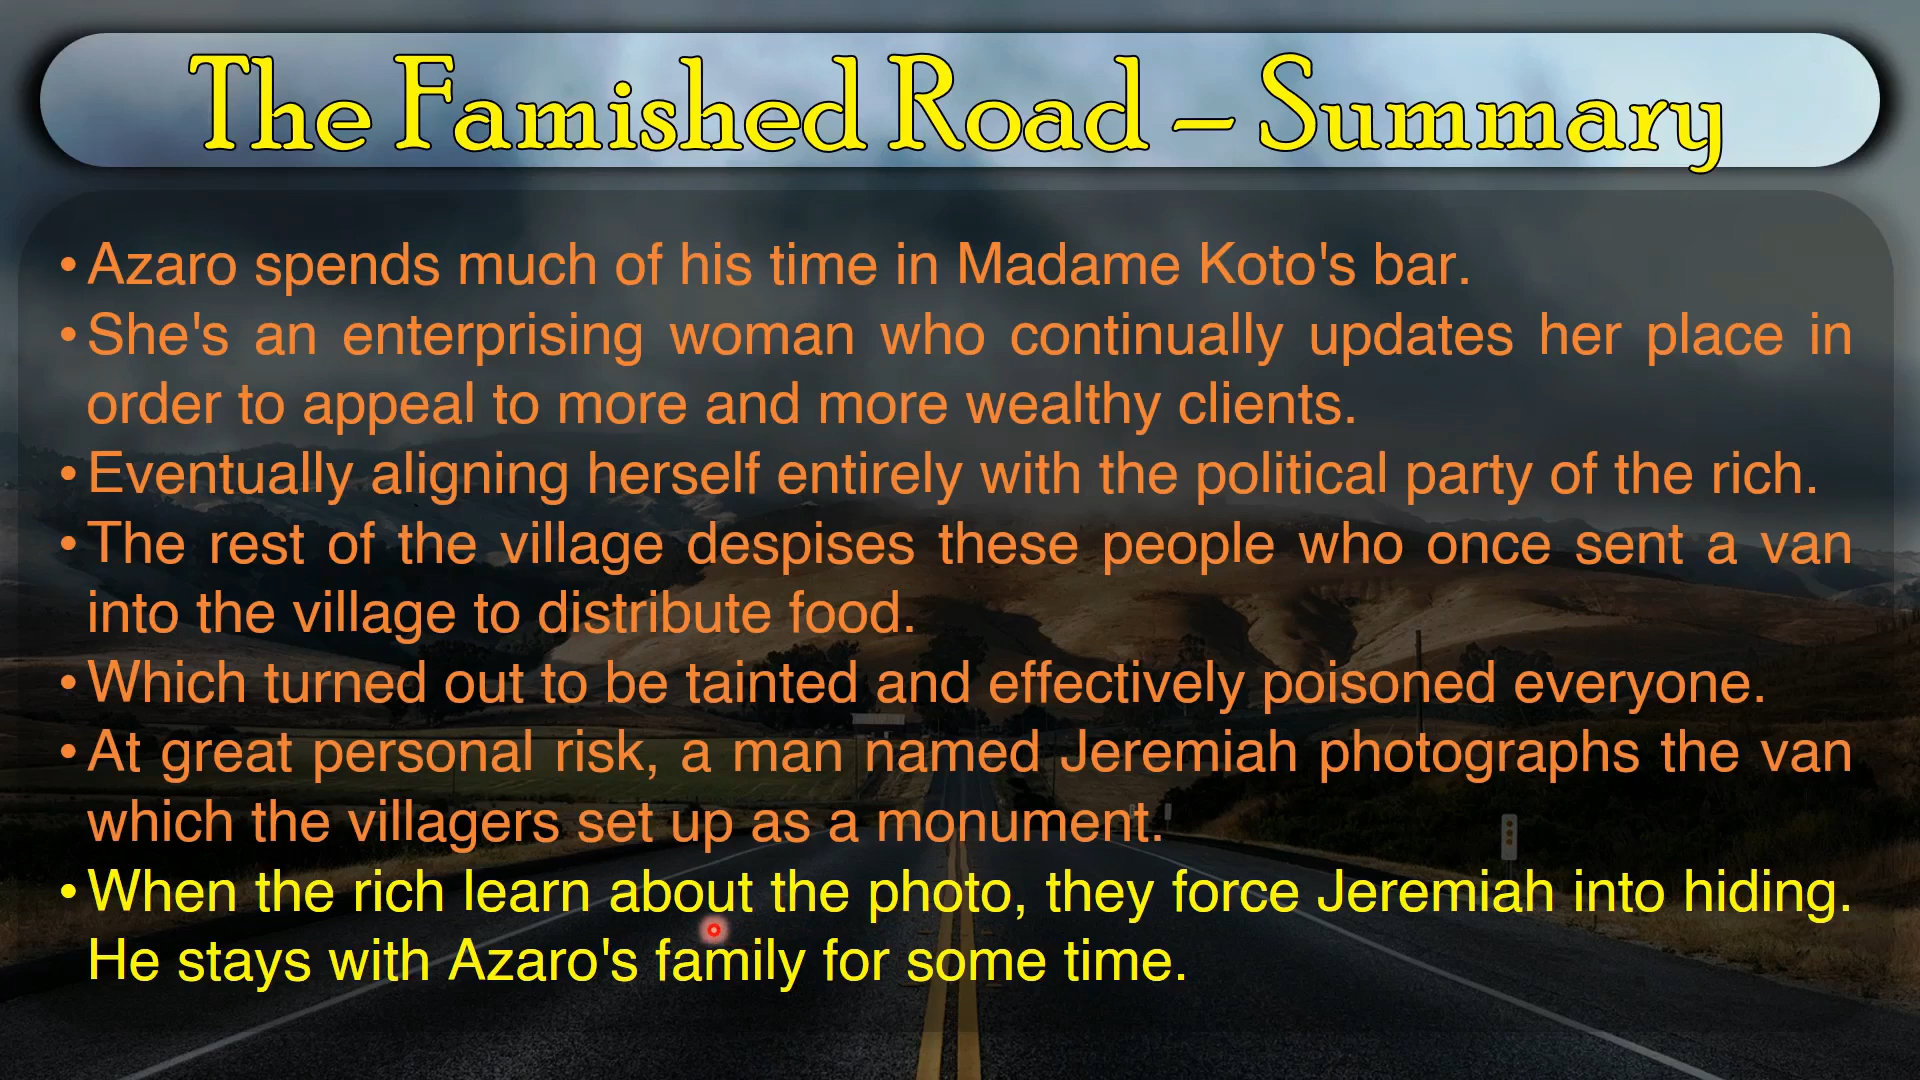 The Famished Road – Summary
•Azaro spends much of his time in Madame Koto's bar.
•She's an enterprising woman who continually updates her place in
order to appeal to more and more wealthy clients.
•Eventually aligning herself entirely with the political party of the rich.
•The rest of the village despises these people who once sent a van
into the village to distribute food.
•Which turned out to be tainted and effectively poisoned everyone.
•At great personal risk, a man named Jeremiah photographs the van
which the villagers set up as a monument.
•When the rich learn about the photo, they force Jeremiah into hiding.
He stays with Azaro's family for some time.